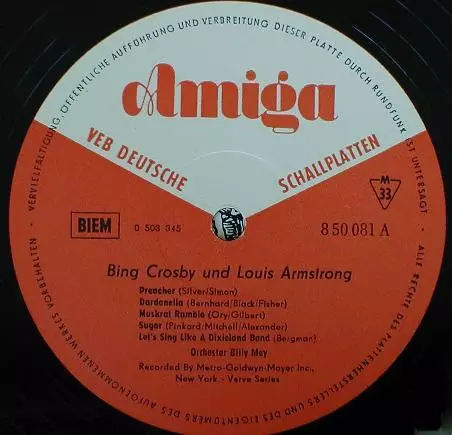 VERVIELFÄLTIGUNG, ÖFFENTLICHE AUFFÜHRUNG UND VERBREITUNG DIESER PLATTE DURCH RUNDFUNK IST UNTERSAGT · ALLE RECHTE DES PLATTENHERSTELLERS UND DES EIGENTÜMERS DES AUFGENOMMENEN WERKES VORBEHALTEN ·
Amiga
VEB DEUTSCHE SCHALLPLATTEN
M
33
BIEM
0 503 345
8 50 081 A
Bing Crosby und Louis Armstrong
Preacher (Silver/Simon)
Dardanella (Bernhard/Black/Fisher)
Muskrat Ramble (Ory/Gilbert)
Sugar (Pinkard/Mitchell/Alexander)
Let's Sing Like A Dixieland Band (Bergman)
Orchester Billy May
Recorded By Metro-Goldwyn-Mayer Inc.,
New York - Verve Series